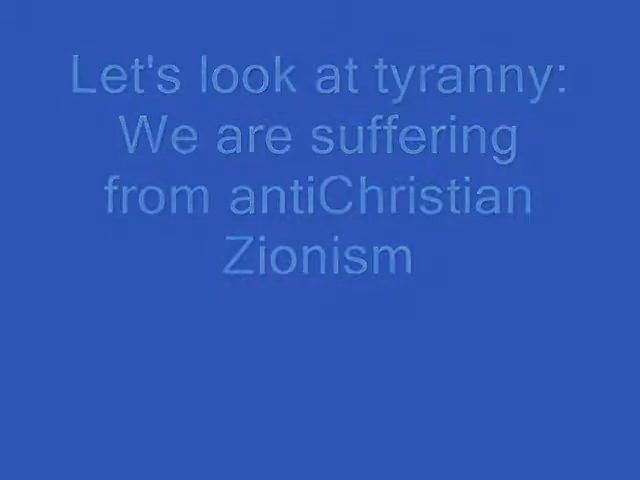 Let's look at tyranny:
We are suffering
from antiChristian
Zionism